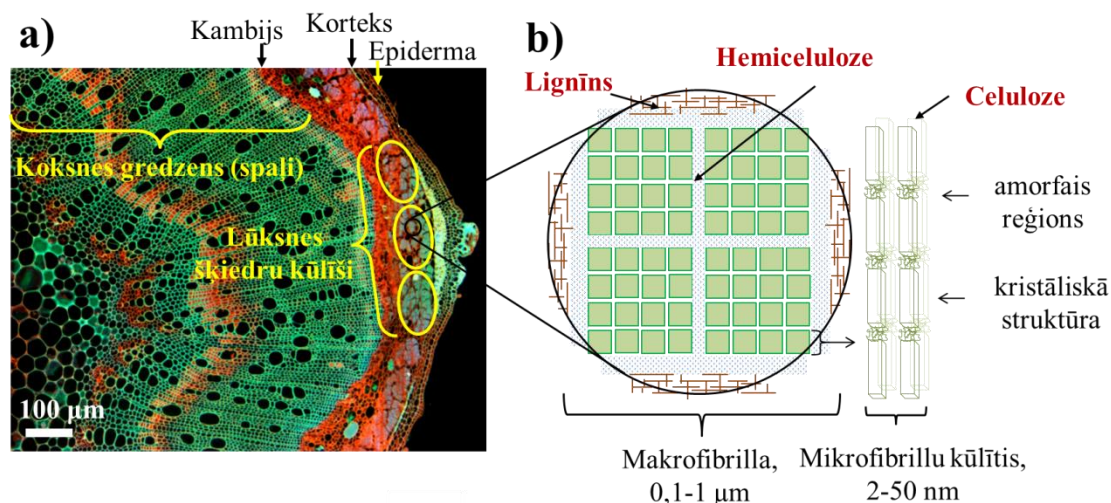 a)
Kambijs
Korteks
Epiderma
Koksnes gredzens (spaļi)
Lūksnes
šķiedru kūlīši
100 µm
b)
Hemiceluloze
Lignīns
Celuloze
amorfais
reģions
kristāliskā
struktūra
Makrofibrilla,
0,1-1 µm
Mikrofibrillu kūlītis,
2-50 nm